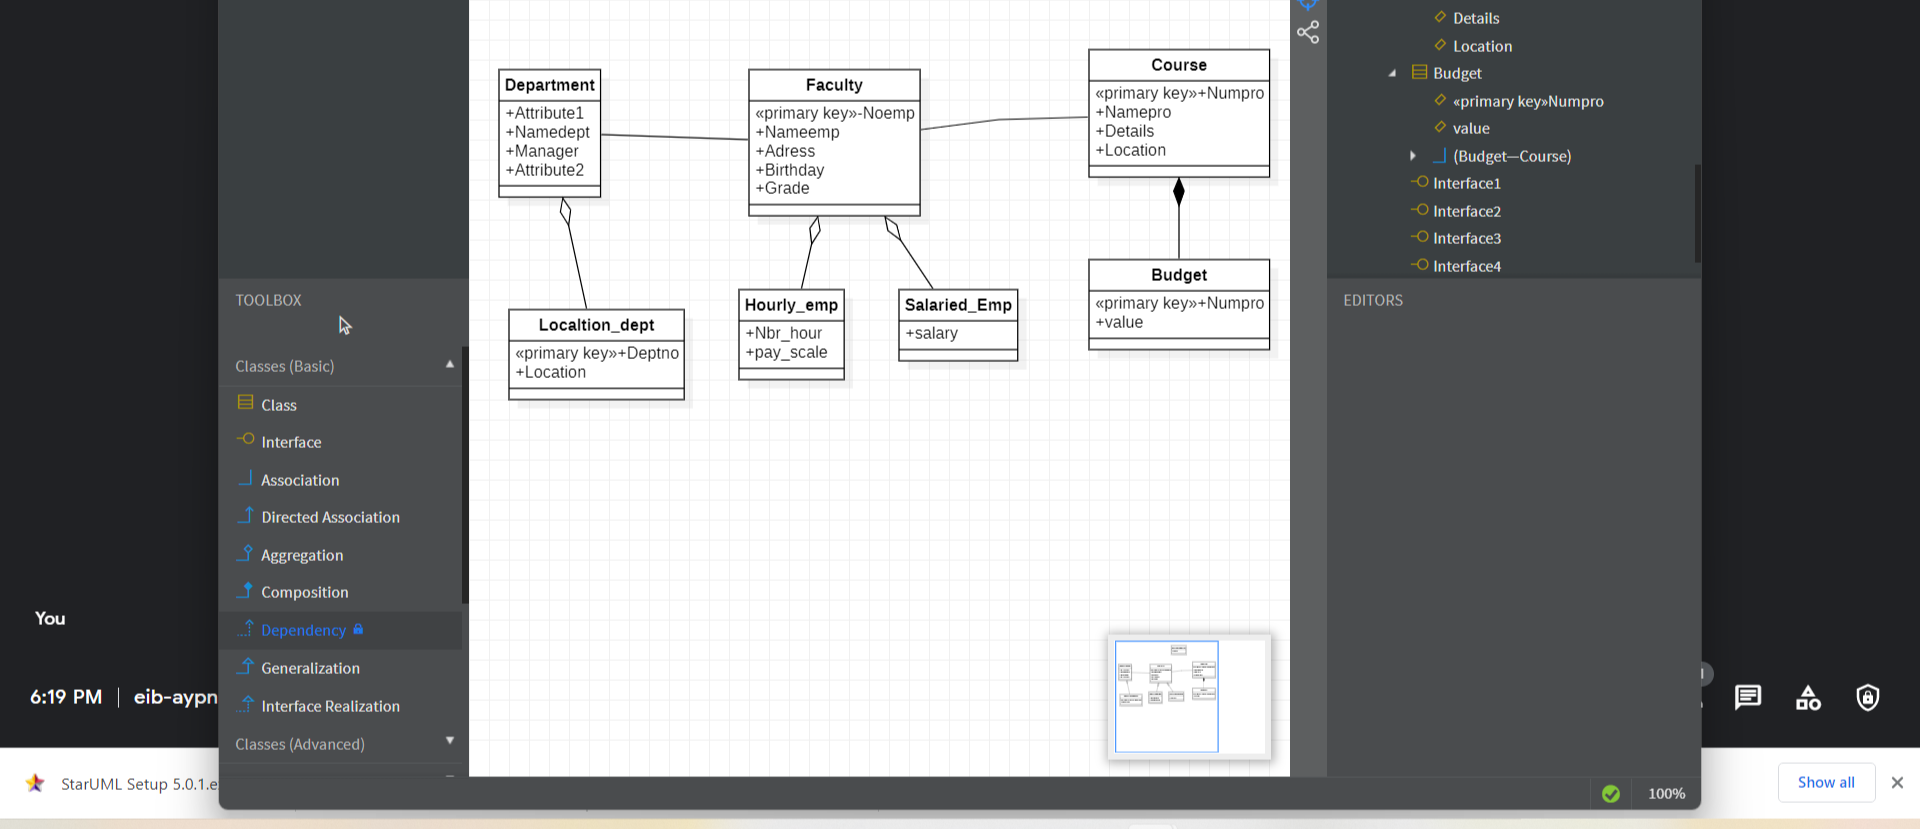 Details
Location
Budget
«primary key»Numpro
value
(Budget—Course)
Interface1
Interface2
Interface3
Interface4
EDITORS
Department
+Attribute1
+Namedept
+Manager
+Attribute2
Faculty
«primary key»-Noemp
+Nameemp
+Adress
+Birthday
+Grade
Course
«primary key»+Numpro
+Namepro
+Details
+Location
Localtion_dept
«primary key»+Deptno
+Location
Hourly_emp
+Nbr_hour
+pay_scale
Salaried_Emp
+salary
Budget
«primary key»+Numpro
+value
TOOLBOX
Classes (Basic)
Class
Interface
Association
Directed Association
Aggregation
Composition
Dependency
Generalization
Interface Realization
Classes (Advanced)
You
6:19 PM | eib-aypn
StarUML Setup 5.0.1.e
100%
Show all